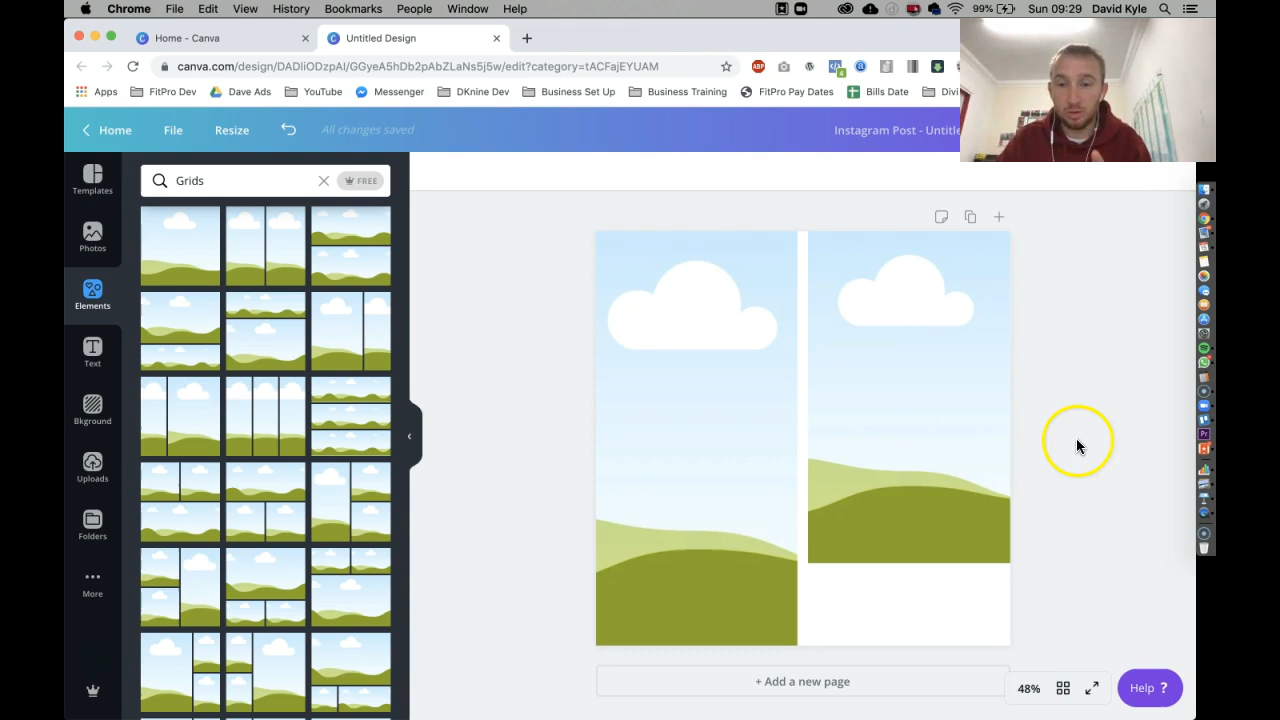 Chrome File Edit View History Bookmarks People Window Help 99% Sun 09:29 David Kyle
Home - Canva Untitled Design
canva.com/design/DADliODzpAI/GGyeA5hDb2pAbZLaNs5j5w/edit?category=tACFajEYUAM ABP 4
Apps FitPro Dev Dave Ads YouTube Messenger DKnine Dev Business Set Up Business Training FitPro Pay Dates Bills Date Divi
Home File Resize All changes saved Instagram Post - Untitle
Templates
Photos
Elements
Text
Bkground
Uploads
Folders
More
Grids FREE
+ Add a new page
48% Help ?